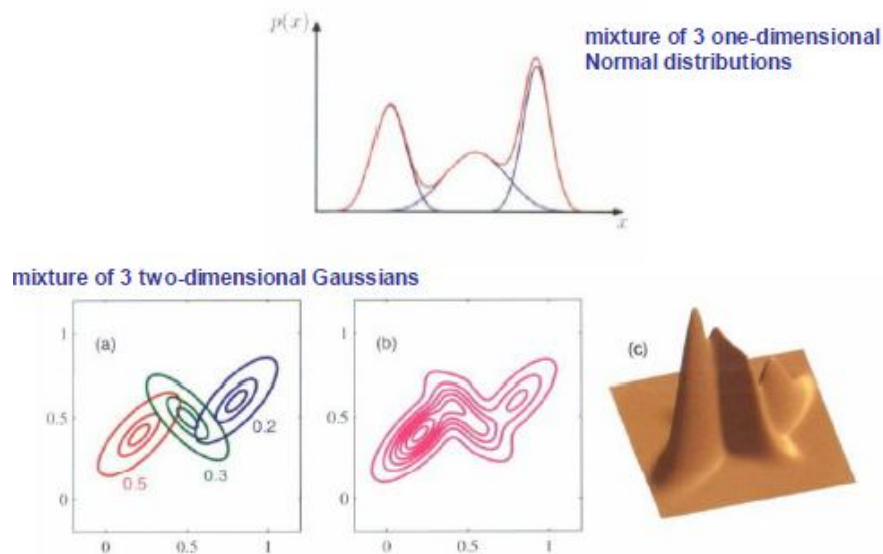 p(x)
mixture of 3 one-dimensional
Normal distributions
x
mixture of 3 two-dimensional Gaussians
(a)
1
0.5
0
0.5
0.3
0.2
0
0.5
1
(b)
1
0.5
0
0
0.5
1
(c)